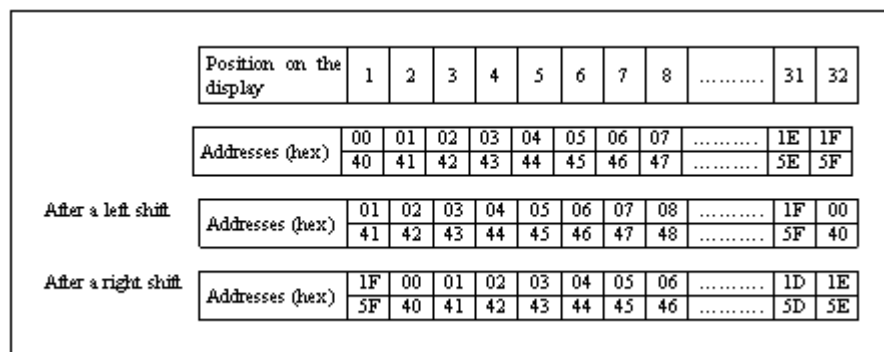 Position on the display 1 2 3 4 5 6 7 8 .......... 31 32
Addresses (hex) 00 01 02 03 04 05 06 07 .......... 1E 1F
40 41 42 43 44 45 46 47 .......... 5E 5F
After a left shift Addresses (hex) 01 02 03 04 05 06 07 08 .......... 1F 00
41 42 43 44 45 46 47 48 .......... 5F 40
After a right shift Addresses (hex) 1F 00 01 02 03 04 05 06 .......... 1D 1E
5F 40 41 42 43 44 45 46 .......... 5D 5E